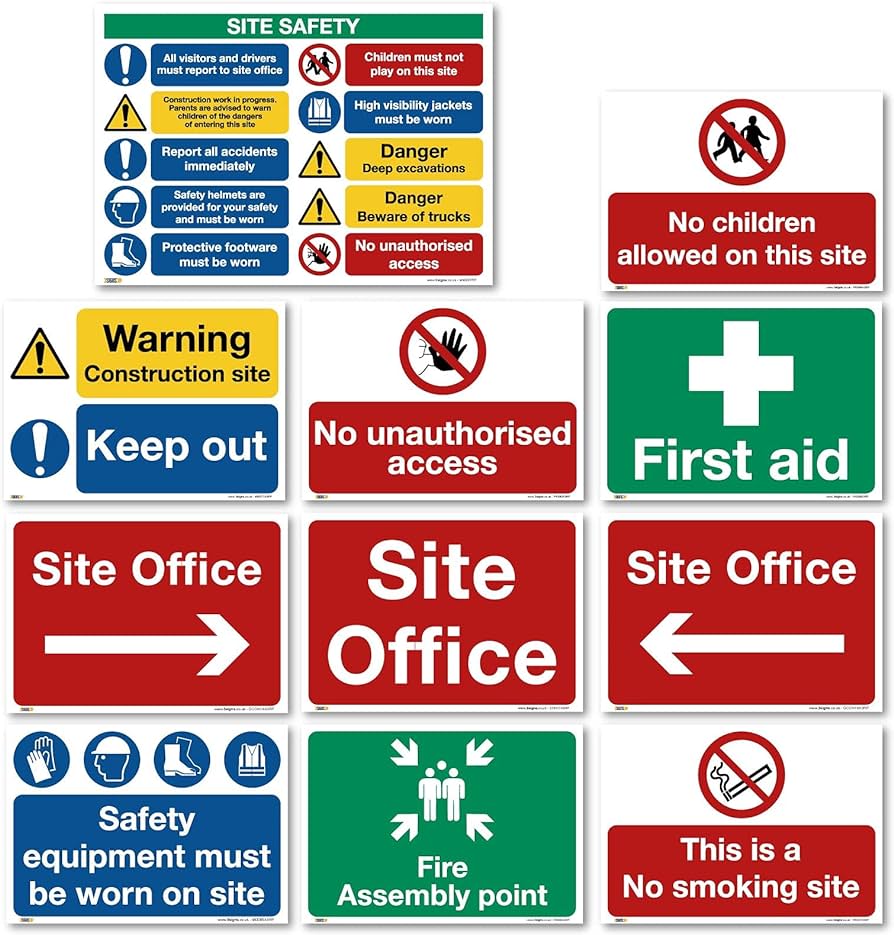 SITE SAFETY
All visitors and drivers
must report to site office
Children must not
play on this site
Construction work in progress.
Parents are advised to warn
children of the dangers
of entering this site
High visibility jackets
must be worn
Report all accidents
immediately
Danger
Deep excavations
Safety helmets are
provided for your safety
and must be worn
Danger
Beware of trucks
Protective footware
must be worn
No unauthorised
access
No children
allowed on this site
Warning
Construction site
Keep out
No unauthorised
access
First aid
Site Office
Site
Office
Site Office
Safety
equipment must
be worn on site
Fire
Assembly point
This is a
No smoking site